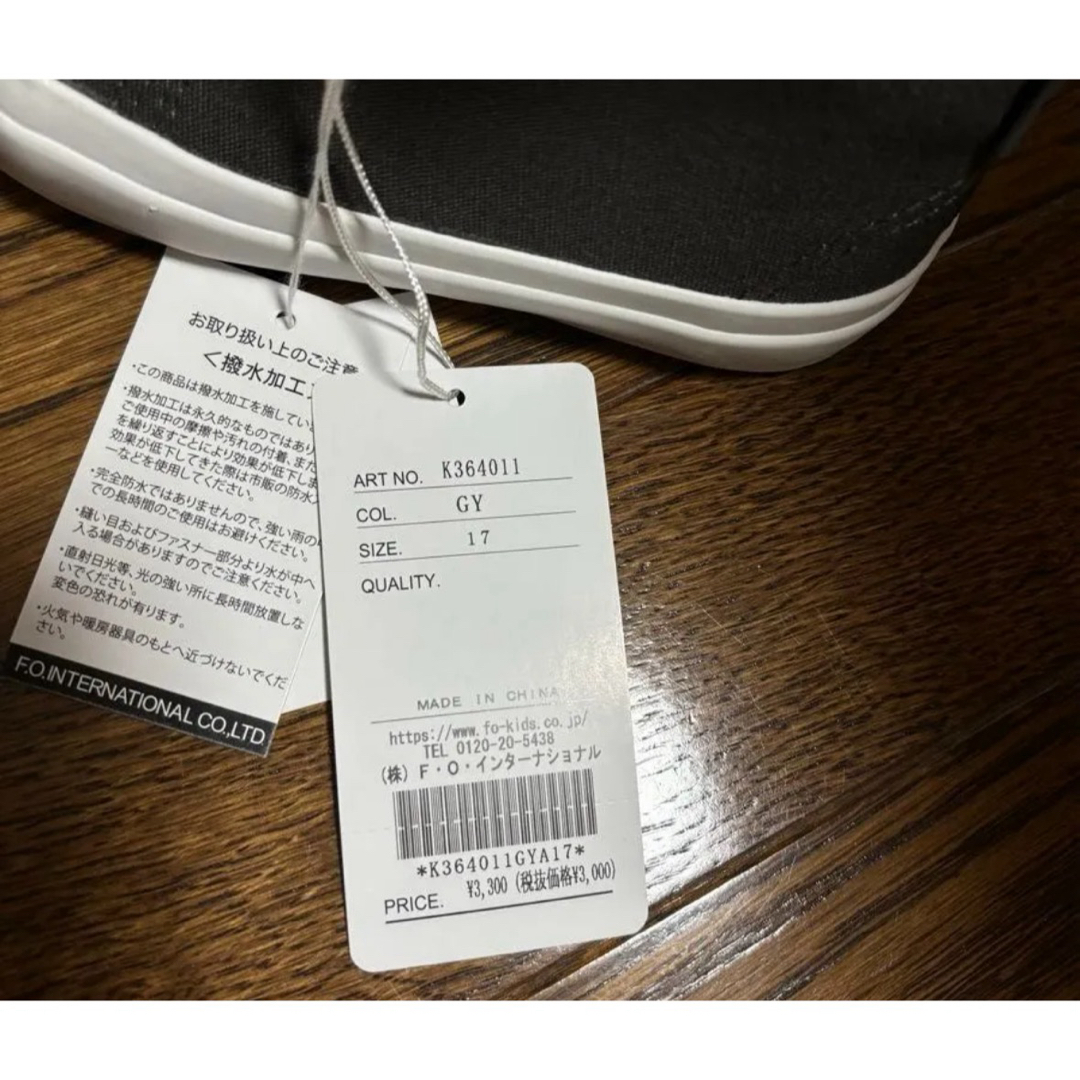 お取り扱い上のご注意
＜撥水加工
・この商品は撥水加工を施してい
・撥水加工は永久的なものではあり
ご使用中の摩擦や汚れの付着、また
を繰り返すことにより効果が低下しま
効果が低下してきた際は市販の防水
ーなどを使用してください。
・完全防水ではありませんので、強い雨の
での長時間のご使用はお避けください。
・縫い目およびファスナー部分より水が中へ
入る場合がありますのでご注意ください。
・直射日光等、光の強い所に長時間放置しな
いでください。
変色の恐れが有ります。
・火気や暖房器具のもとへ近づけないでくだ
さい。
F.O.INTERNATIONAL CO.,LTD
ART NO. K364011
COL. GY
SIZE. 17
QUALITY.
MADE IN CHINA
https://www.fo-kids.co.jp/
TEL 0120-20-5438
(株) F・O・インターナショナル
*K364011GYA17*
PRICE. ¥3,300 (税抜価格¥3,000)